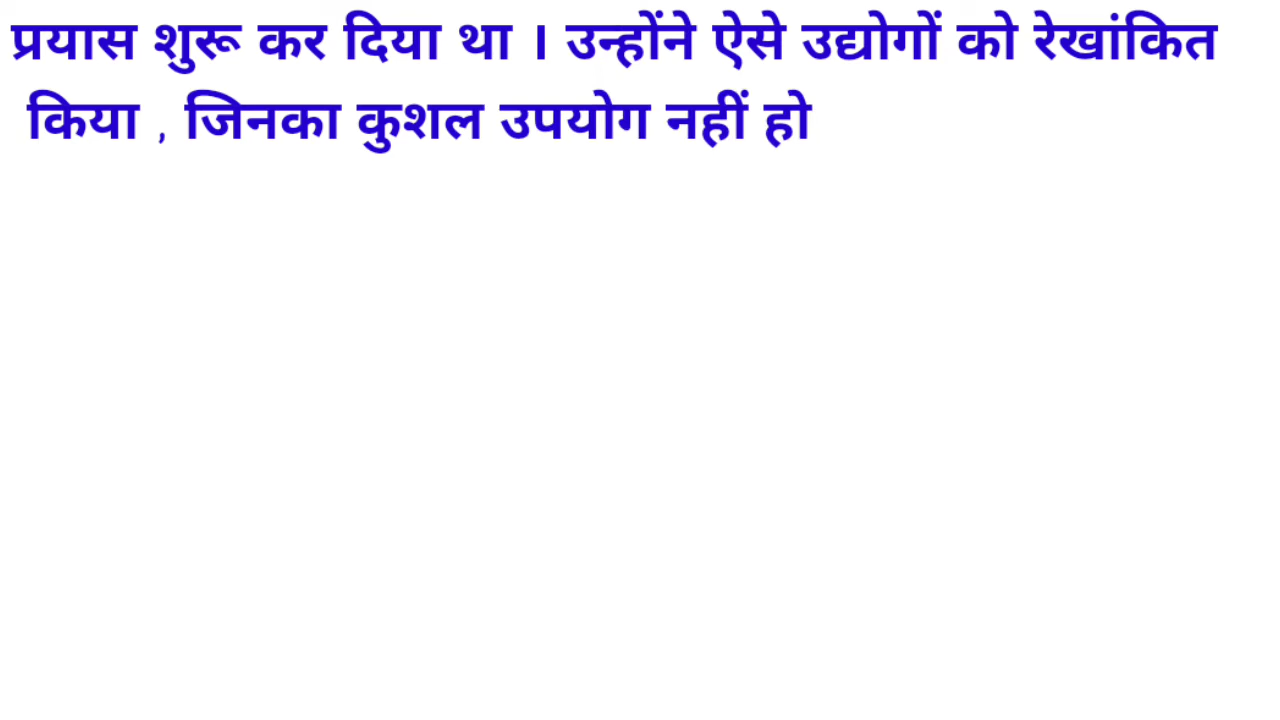 प्रयास शुरू कर दिया था । उन्होंने ऐसे उद्योगों को रेखांकित
किया , जिनका कुशल उपयोग नहीं हो